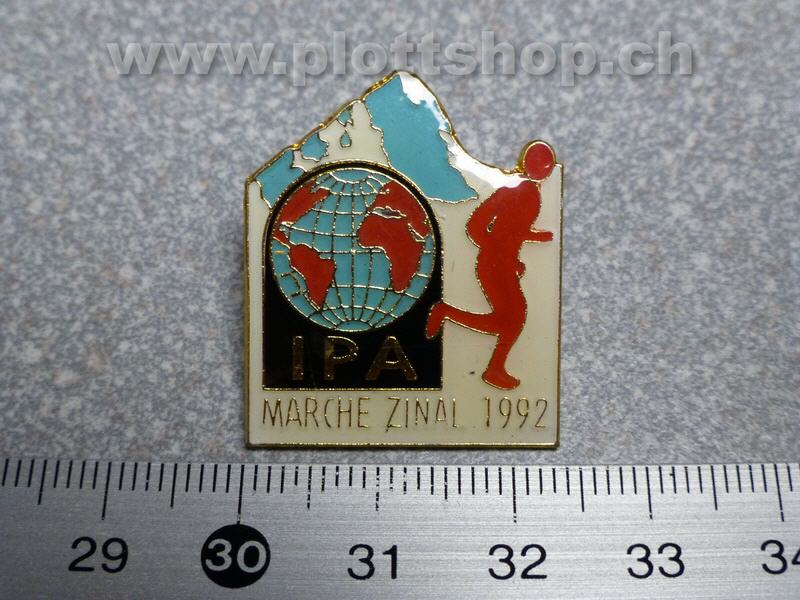 www.plottshop.ch
IPA
MARCHE ZINAL 1992
29 30 31 32 33 34